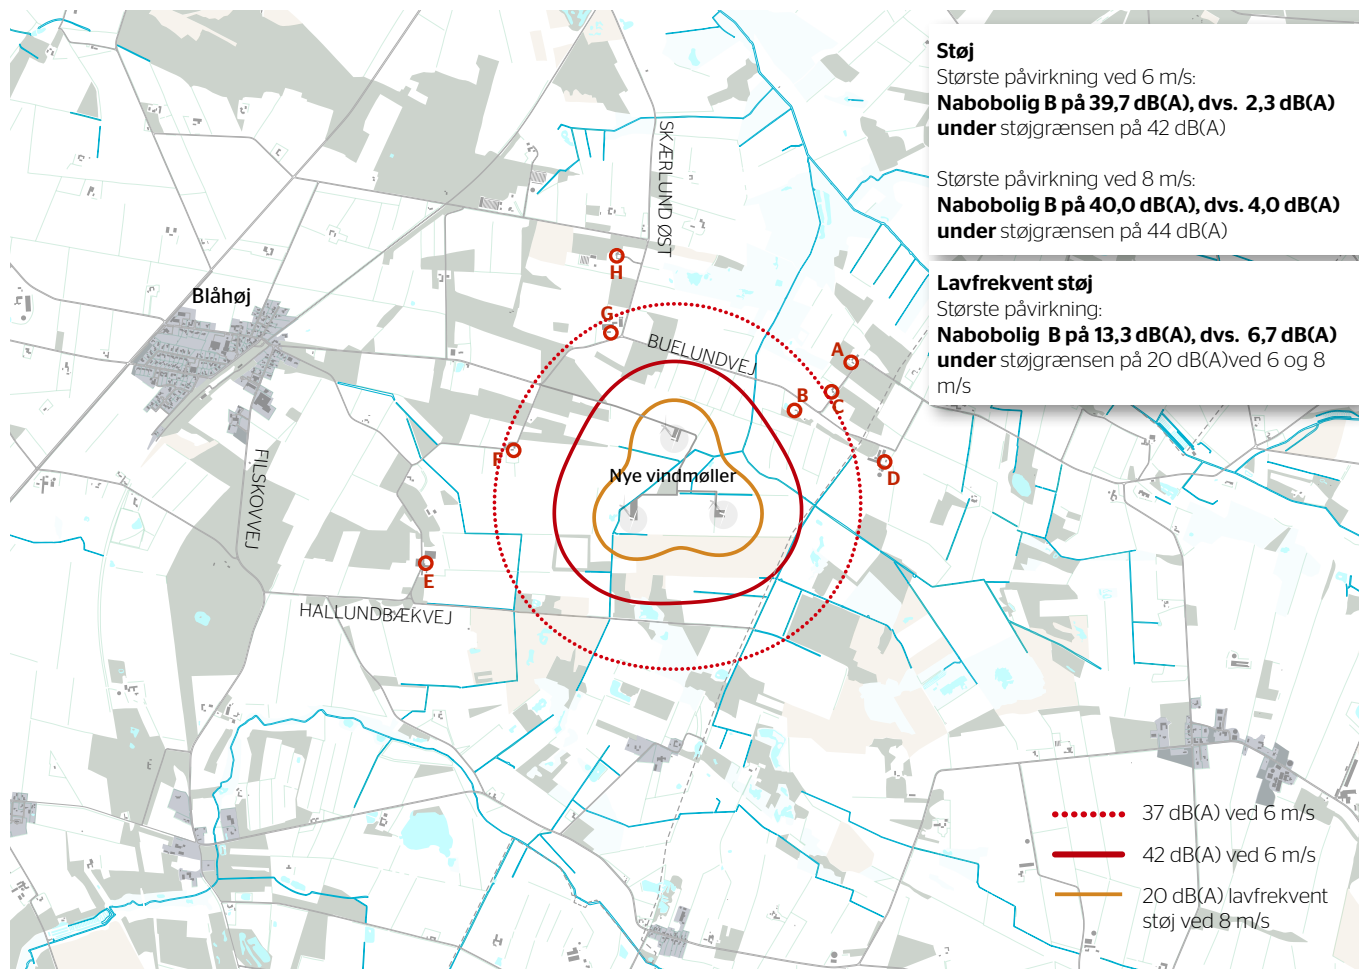 Støj
Største påvirkning ved 6 m/s:
Nabobolig B på 39,7 dB(A), dvs. 2,3 dB(A)
under støjgrænsen på 42 dB(A)
Største påvirkning ved 8 m/s:
Nabobolig B på 40,0 dB(A), dvs. 4,0 dB(A)
under støjgrænsen på 44 dB(A)
Lavfrekvent støj
Største påvirkning:
Nabobolig B på 13,3 dB(A), dvs. 6,7 dB(A)
under støjgrænsen på 20 dB(A)ved 6 og 8
m/s
SKÆRLUND ØST
H
Blåhøj
G
BUELUNDVEJ
A
B
C
F
D
Nye vindmøller
FILSKOVVEJ
E
HALLUNDBÆKVEJ
37 dB(A) ved 6 m/s
42 dB(A) ved 6 m/s
20 dB(A) lavfrekvent
støj ved 8 m/s